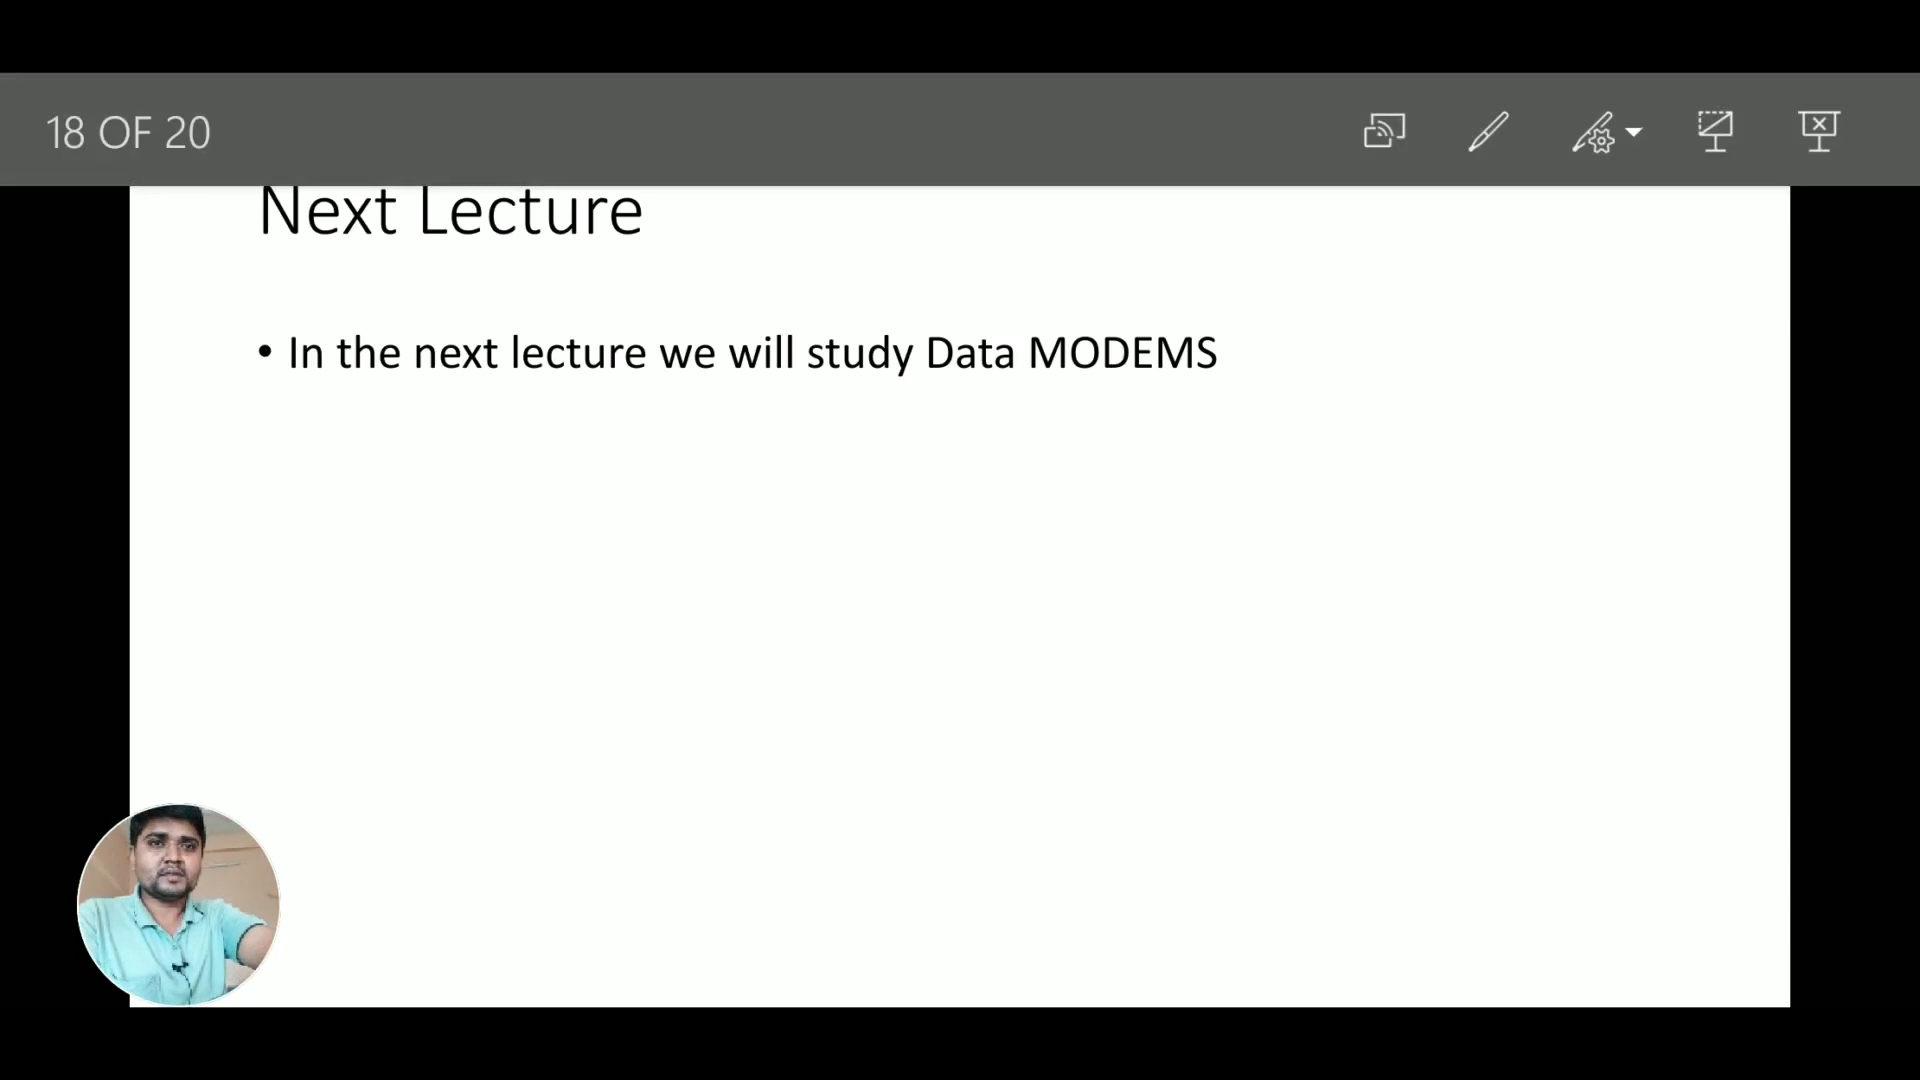 18 OF 20
Next Lecture
• In the next lecture we will study Data MODEMS